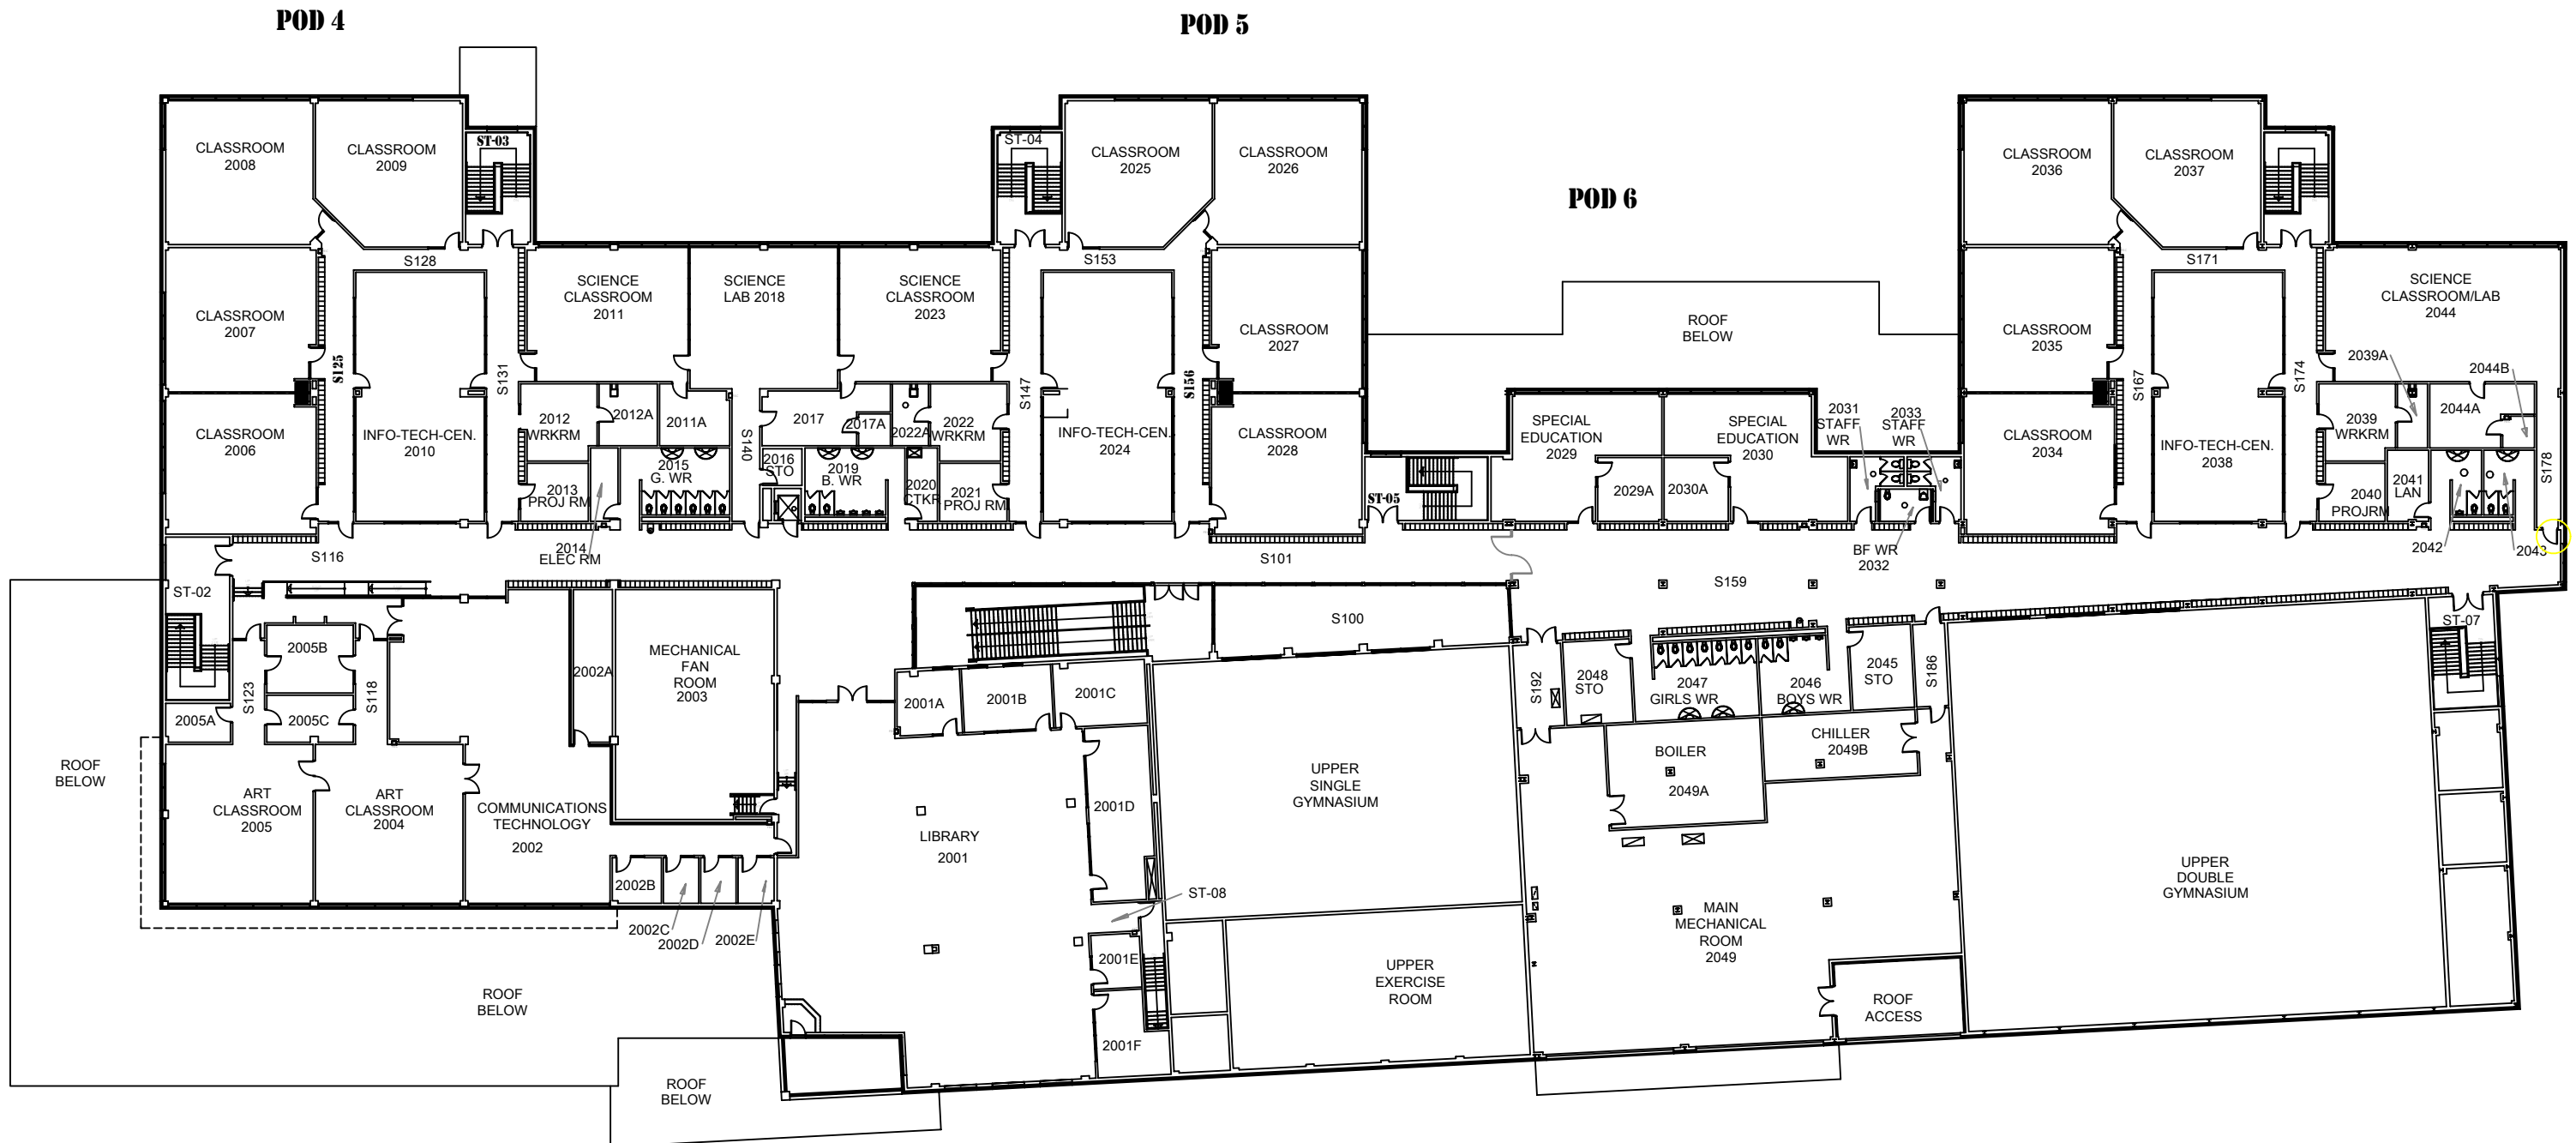 POD 4
POD 5
POD 6
CLASSROOM
2008
CLASSROOM
2009
ST-03
ST-04
CLASSROOM
2025
CLASSROOM
2026
CLASSROOM
2036
CLASSROOM
2037
S128
S153
S171
CLASSROOM
2007
S125
S131
SCIENCE
CLASSROOM
2011
SCIENCE
LAB 2018
SCIENCE
CLASSROOM
2023
S147
S156
CLASSROOM
2027
ROOF
BELOW
CLASSROOM
2035
S167
S174
SCIENCE
CLASSROOM/LAB
2044
2039A
2044B
CLASSROOM
2006
INFO-TECH-CEN.
2010
2012
WRKRM
2012A
2011A
S140
2017
2017A
2022A
2022
WRKRM
INFO-TECH-CEN.
2024
CLASSROOM
2028
SPECIAL
EDUCATION
2029
SPECIAL
EDUCATION
2030
2031
STAFF
WR
2033
STAFF
WR
CLASSROOM
2034
INFO-TECH-CEN.
2038
2039
WRKRM
2044A
2013
PROJ RM
2015
G. WR
2016
STO
2019
B. WR
2020
CTKR
2021
PROJ RM
ST-05
2029A
2030A
2040
PROJRM
2041
LAN
S178
S116
2014
ELEC RM
S101
BF WR
2032
2042
2043
ST-02
S159
S100
ST-07
2005B
2002A
MECHANICAL
FAN
ROOM
2003
S123
S118
2005A
2005C
2001A
2001B
2001C
S192
2048
STO
2047
GIRLS WR
2046
BOYS WR
2045
STO
S186
ROOF
BELOW
ART
CLASSROOM
2005
ART
CLASSROOM
2004
COMMUNICATIONS
TECHNOLOGY
2002
LIBRARY
2001
2001D
UPPER
SINGLE
GYMNASIUM
BOILER
2049A
CHILLER
2049B
UPPER
DOUBLE
GYMNASIUM
2002B
2002C
2002D
2002E
ST-08
MAIN
MECHANICAL
ROOM
2049
2001E
UPPER
EXERCISE
ROOM
ROOF
BELOW
ROOF
ACCESS
2001F
ROOF
BELOW